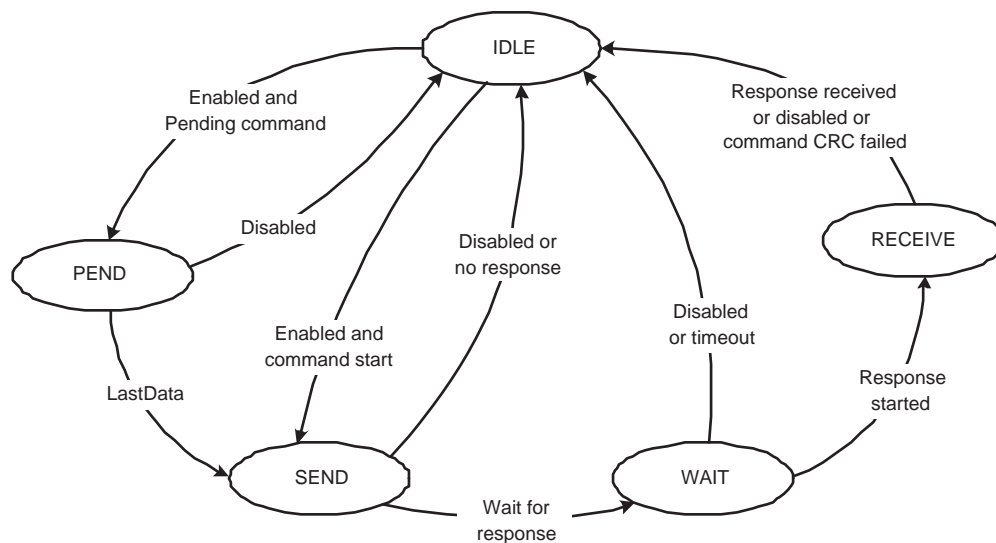 IDLE
Enabled and
Pending command
Response received
or disabled or
command CRC failed
Disabled
Disabled or
no response
RECEIVE
PEND
Disabled
or timeout
Enabled and
command start
LastData
Response
started
SEND
WAIT
Wait for
response